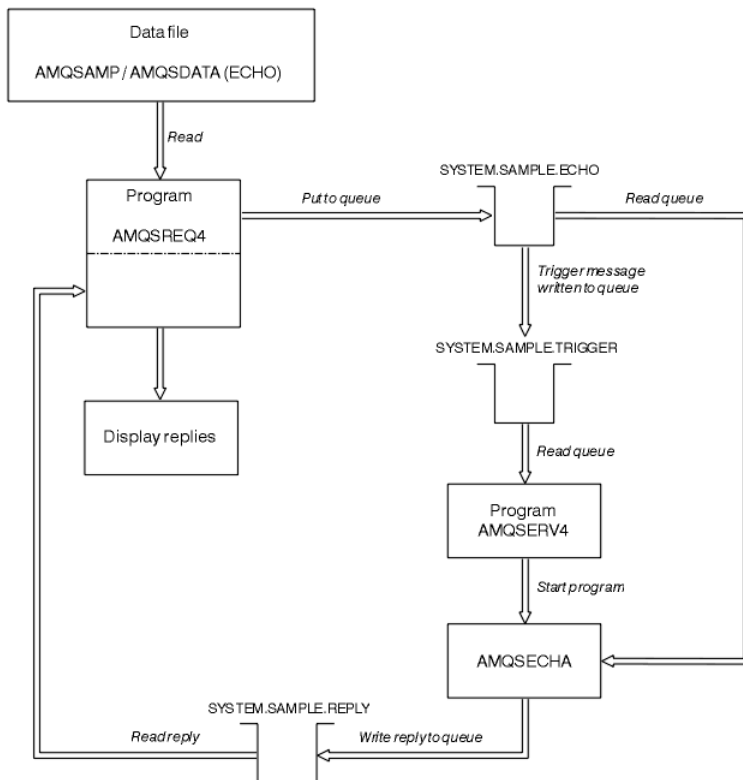 Data file
AMQSAMP / AMQSDATA (ECHO)
Read
Program
AMQSREQ4
Put to queue
SYSTEM.SAMPLE.ECHO
Read queue
Trigger message
written to queue
SYSTEM.SAMPLE.TRIGGER
Display replies
Read queue
Program
AMQSERV4
Start program
AMQSECHA
SYSTEM.SAMPLE.REPLY
Read reply
Write reply to queue